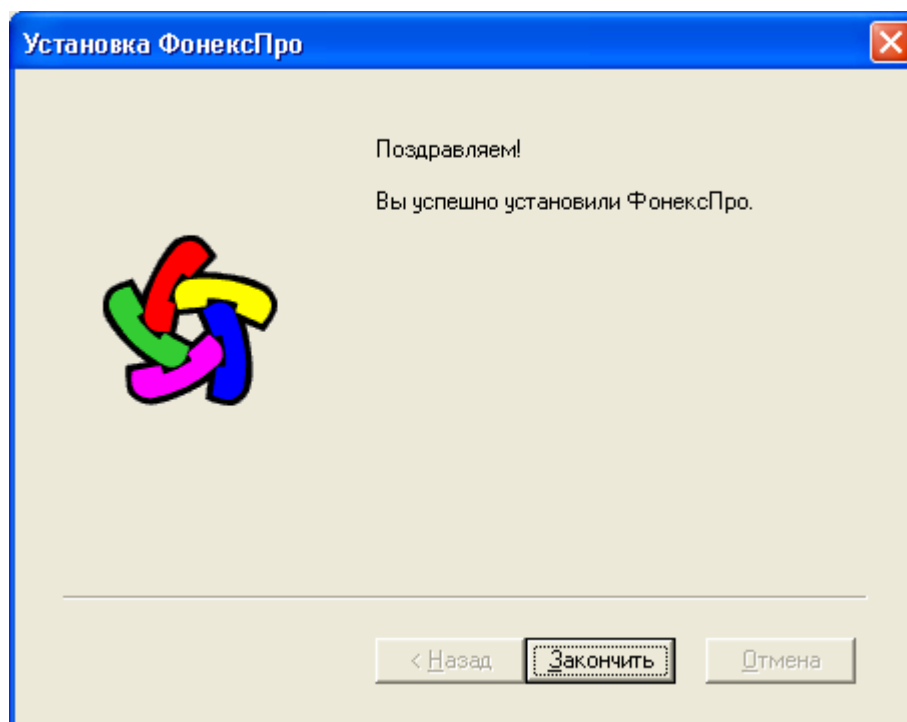 Установка ФонексПро
Поздравляем!
Вы успешно установили ФонексПро.
< Назад
Закончить
Отмена